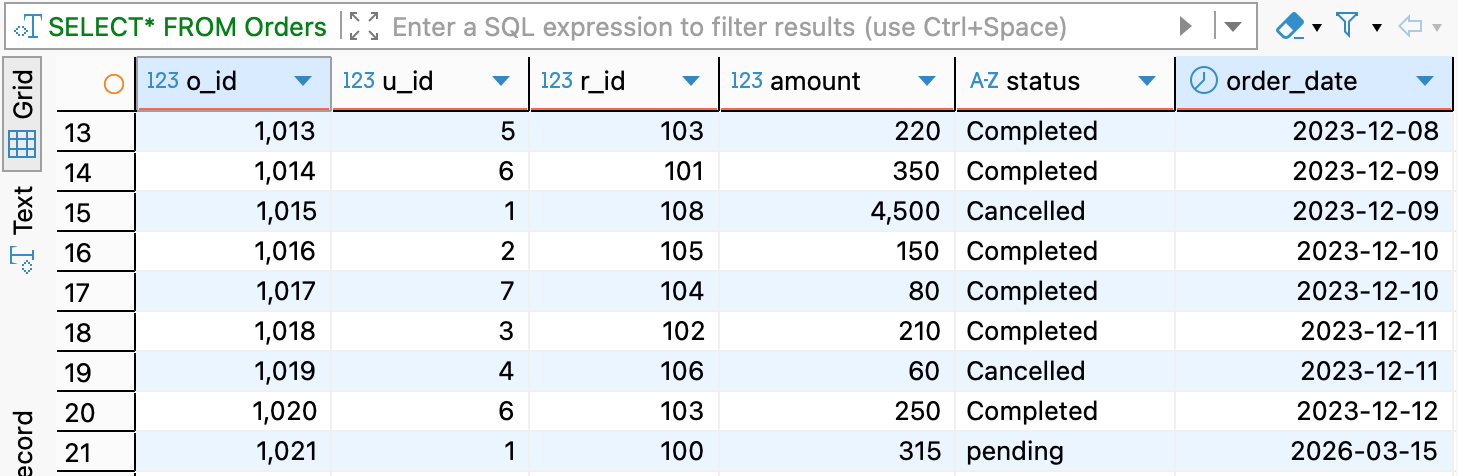 SELECT* FROM Orders Enter a SQL expression to filter results (use Ctrl+Space)
Grid
Text
ecord
123 o_id 123 u_id 123 r_id 123 amount A-Z status order_date
13 1,013 5 103 220 Completed 2023-12-08
14 1,014 6 101 350 Completed 2023-12-09
15 1,015 1 108 4,500 Cancelled 2023-12-09
16 1,016 2 105 150 Completed 2023-12-10
17 1,017 7 104 80 Completed 2023-12-10
18 1,018 3 102 210 Completed 2023-12-11
19 1,019 4 106 60 Cancelled 2023-12-11
20 1,020 6 103 250 Completed 2023-12-12
21 1,021 1 100 315 pending 2026-03-15